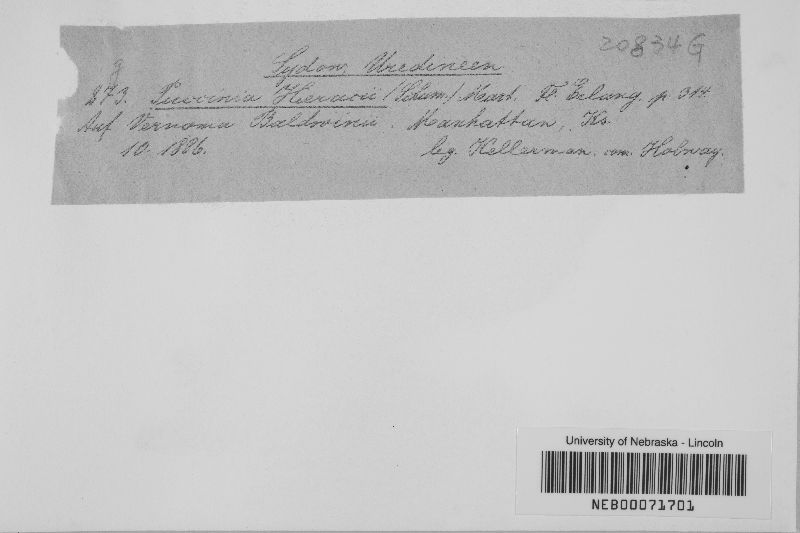 20834G
Sydow, Uredineen
273. Puccinia Hieracii (Schum.) Mart. Fl. Erlang. p. 314.
Auf Vernonia Baldwinii. Manhattan, Ks.
10. 1886. leg. Kellerman. com. Holway.
University of Nebraska - Lincoln
NEB00071701